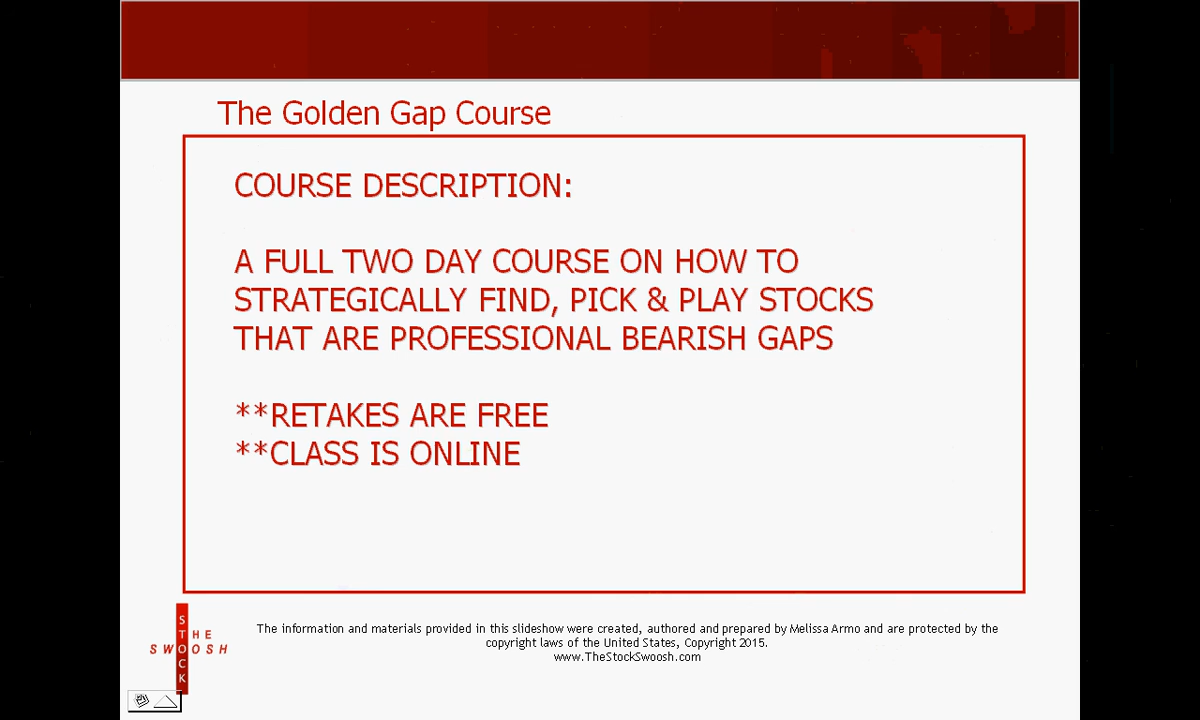 The Golden Gap Course
COURSE DESCRIPTION:
A FULL TWO DAY COURSE ON HOW TO
STRATEGICALLY FIND, PICK & PLAY STOCKS
THAT ARE PROFESSIONAL BEARISH GAPS
**RETAKES ARE FREE
**CLASS IS ONLINE
THE
STOCK
SWOOSH
The information and materials provided in this slideshow were created, authored and prepared by Melissa Armo and are protected by the
copyright laws of the United States, Copyright 2015.
www.TheStockSwoosh.com